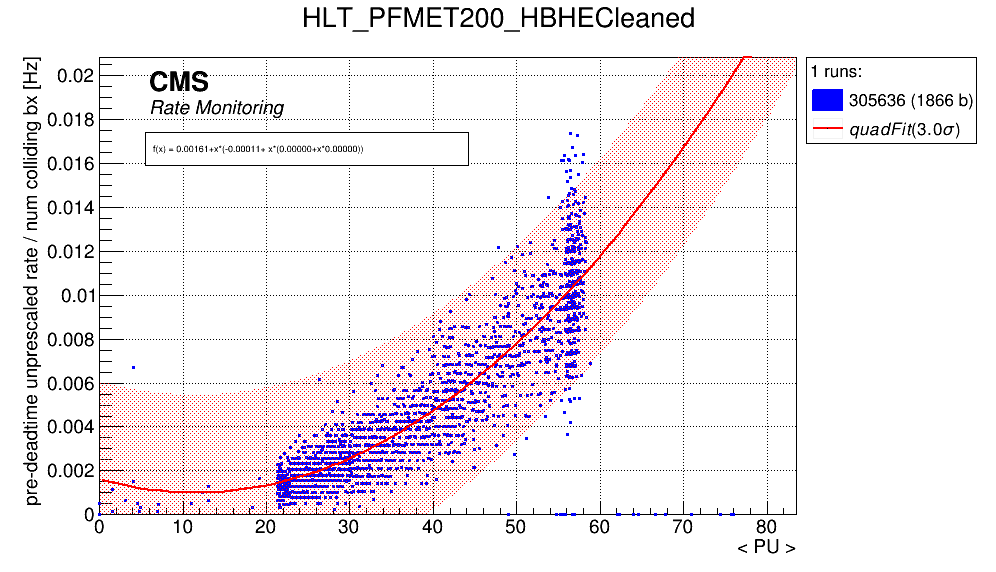 HLT_PFMET200_HBHECleaned
pre-deadtime unprescaled rate / num colliding bx [Hz]
CMS
Rate Monitoring
f(x) = 0.00161+x*(-0.00011+ x*(0.00000+x*0.00000))
0.02
0.018
0.016
0.014
0.012
0.01
0.008
0.006
0.004
0.002
0
0 10 20 30 40 50 60 70 80
< PU >
1 runs:
305636 (1866 b)
quadFit(3.0σ)